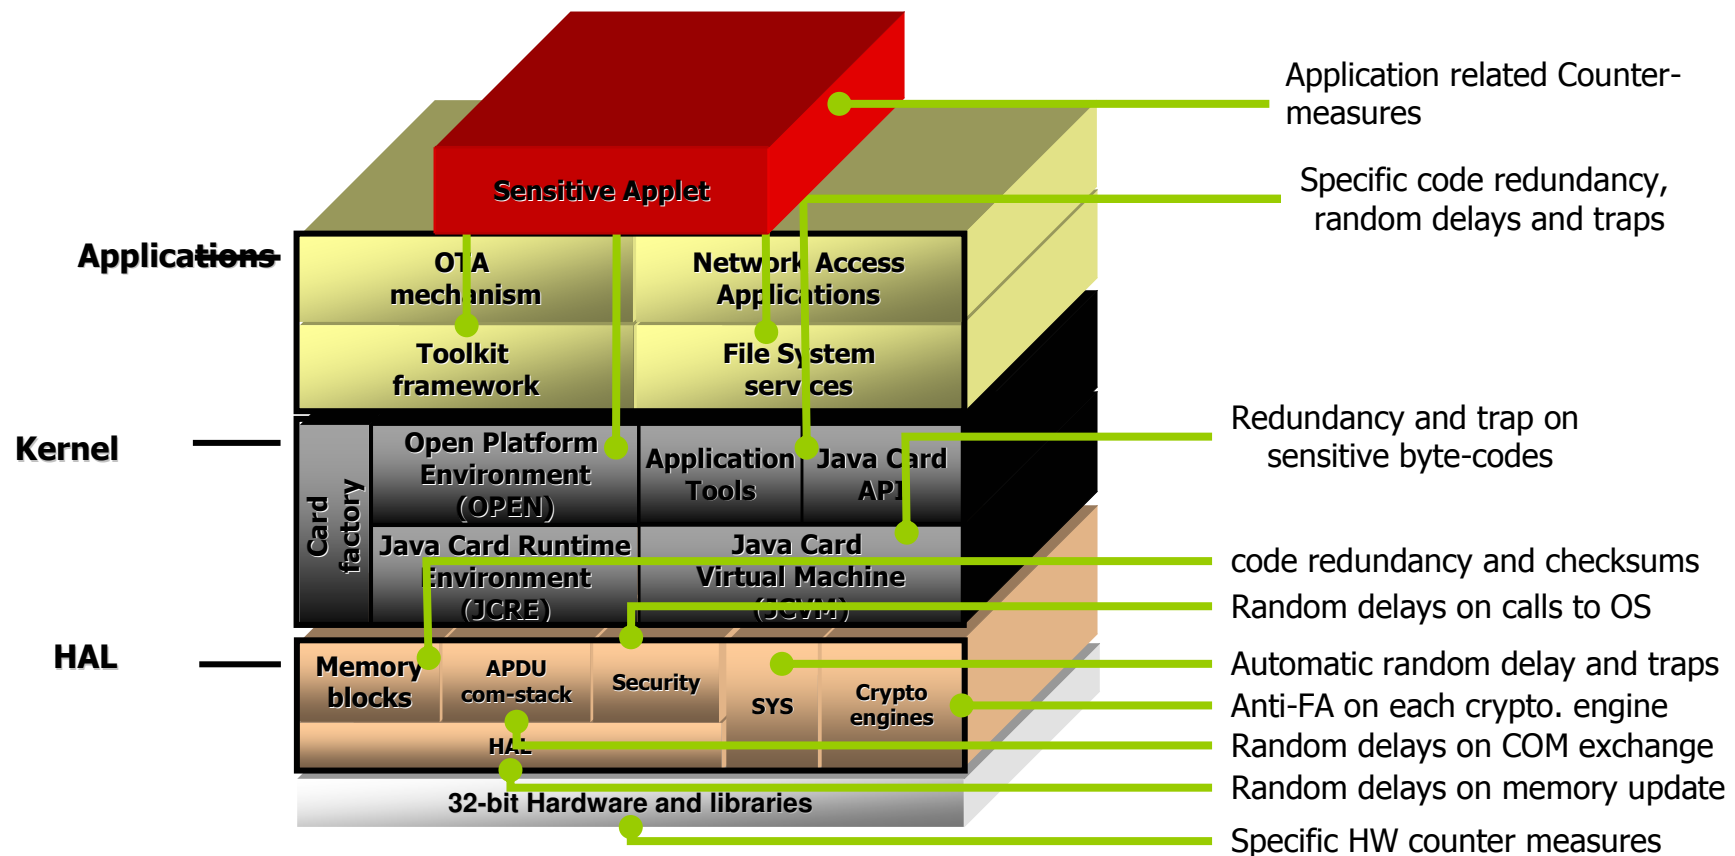 Application related Counter-
measures
Sensitive Applet
Specific code redundancy,
random delays and traps
Applications
OTA
mechanism
Network Access
Applications
Toolkit
framework
File System
services
Kernel
Card
factory
Open Platform
Environment
(OPEN)
Application
Tools
Java Card
API
Redundancy and trap on
sensitive byte-codes
Java Card Runtime
Environment
(JCRE)
Java Card
Virtual Machine
(JCVM)
code redundancy and checksums
Random delays on calls to OS
HAL
Memory
blocks
APDU
com-stack
Security
SYS
Crypto
engines
HAL
Automatic random delay and traps
Anti-FA on each crypto. engine
Random delays on COM exchange
Random delays on memory update
32-bit Hardware and libraries
Specific HW counter measures